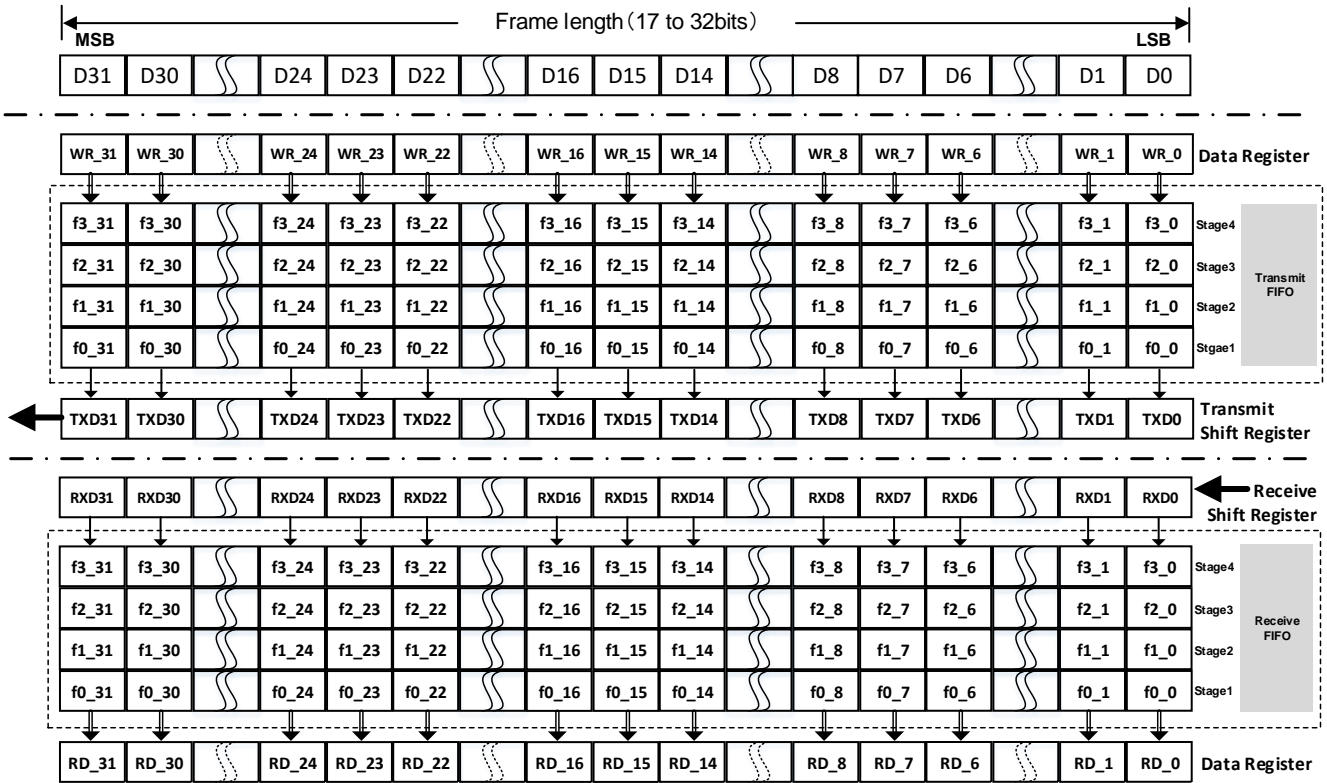 Frame length（17 to 32bits）
MSB LSB
D31 D30 D24 D23 D22 D16 D15 D14 D8 D7 D6 D1 D0
WR_31 WR_30 WR_24 WR_23 WR_22 WR_16 WR_15 WR_14 WR_8 WR_7 WR_6 WR_1 WR_0 Data Register
f3_31 f3_30 f3_24 f3_23 f3_22 f3_16 f3_15 f3_14 f3_8 f3_7 f3_6 f3_1 f3_0 Stage4
f2_31 f2_30 f2_24 f2_23 f2_22 f2_16 f2_15 f2_14 f2_8 f2_7 f2_6 f2_1 f2_0 Stage3
f1_31 f1_30 f1_24 f1_23 f1_22 f1_16 f1_15 f1_14 f1_8 f1_7 f1_6 f1_1 f1_0 Stage2
f0_31 f0_30 f0_24 f0_23 f0_22 f0_16 f0_15 f0_14 f0_8 f0_7 f0_6 f0_1 f0_0 Stgae1
Transmit
FIFO
TXD31 TXD30 TXD24 TXD23 TXD22 TXD16 TXD15 TXD14 TXD8 TXD7 TXD6 TXD1 TXD0
Transmit
Shift Register
RXD31 RXD30 RXD24 RXD23 RXD22 RXD16 RXD15 RXD14 RXD8 RXD7 RXD6 RXD1 RXD0
Receive
Shift Register
f3_31 f3_30 f3_24 f3_23 f3_22 f3_16 f3_15 f3_14 f3_8 f3_7 f3_6 f3_1 f3_0 Stage4
f2_31 f2_30 f2_24 f2_23 f2_22 f2_16 f2_15 f2_14 f2_8 f2_7 f2_6 f2_1 f2_0 Stage3
f1_31 f1_30 f1_24 f1_23 f1_22 f1_16 f1_15 f1_14 f1_8 f1_7 f1_6 f1_1 f1_0 Stage2
f0_31 f0_30 f0_24 f0_23 f0_22 f0_16 f0_15 f0_14 f0_8 f0_7 f0_6 f0_1 f0_0 Stage1
Receive
FIFO
RD_31 RD_30 RD_24 RD_23 RD_22 RD_16 RD_15 RD_14 RD_8 RD_7 RD_6 RD_1 RD_0 Data Register